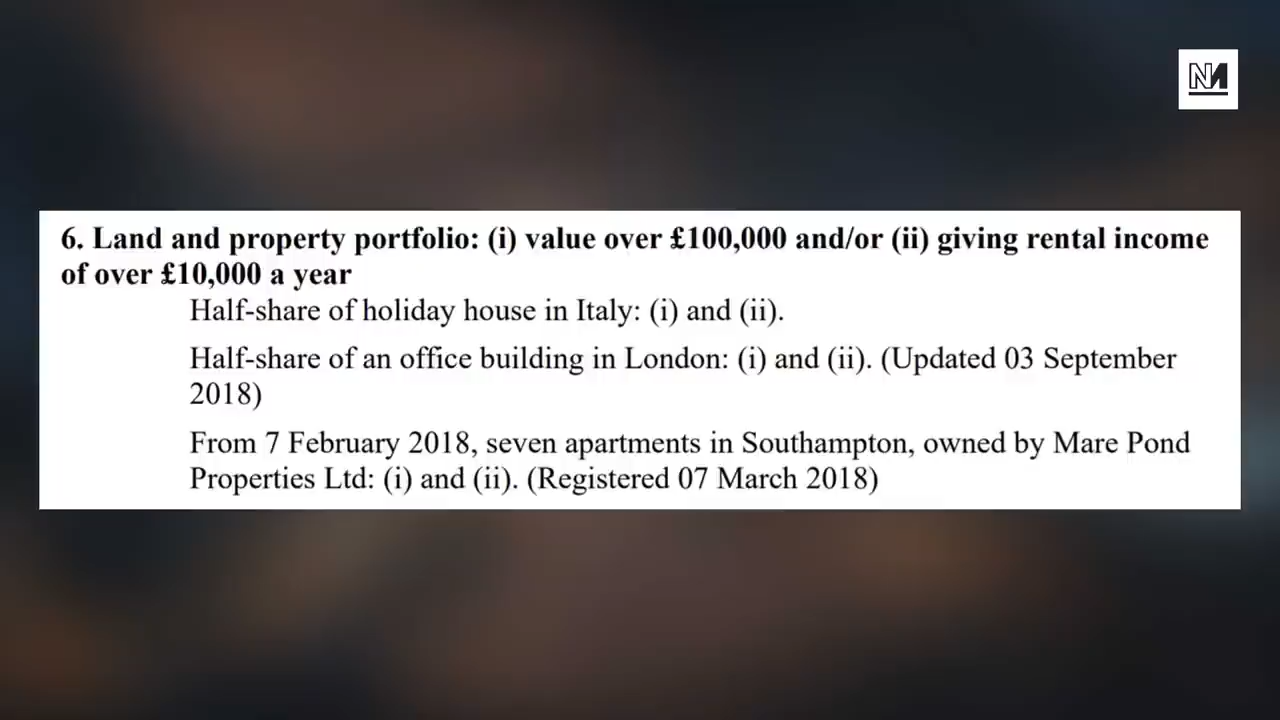 NM
6. Land and property portfolio: (i) value over £100,000 and/or (ii) giving rental income
of over £10,000 a year
Half-share of holiday house in Italy: (i) and (ii).
Half-share of an office building in London: (i) and (ii). (Updated 03 September
2018)
From 7 February 2018, seven apartments in Southampton, owned by Mare Pond
Properties Ltd: (i) and (ii). (Registered 07 March 2018)